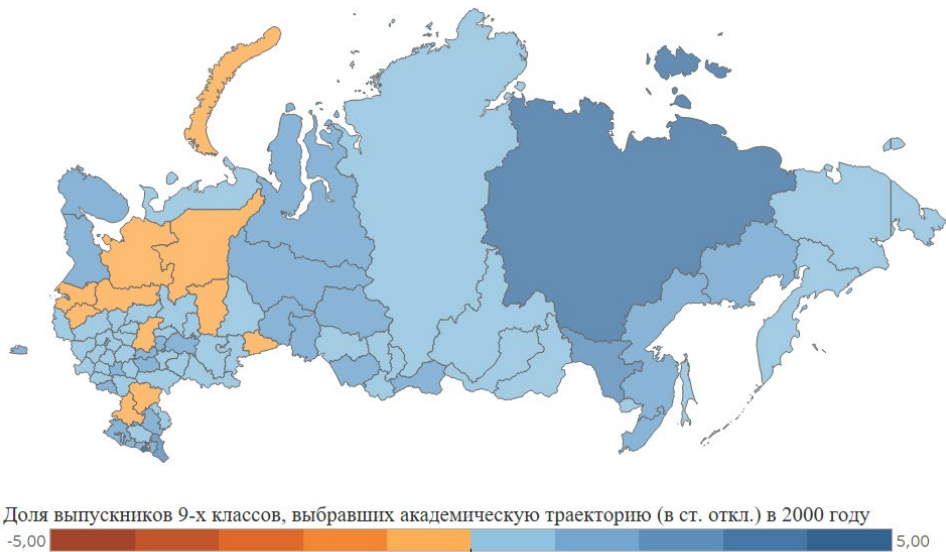 Доля выпускников 9-х классов, выбравших академическую траекторию (в ст. откл.) в 2000 году
-5,00 5,00